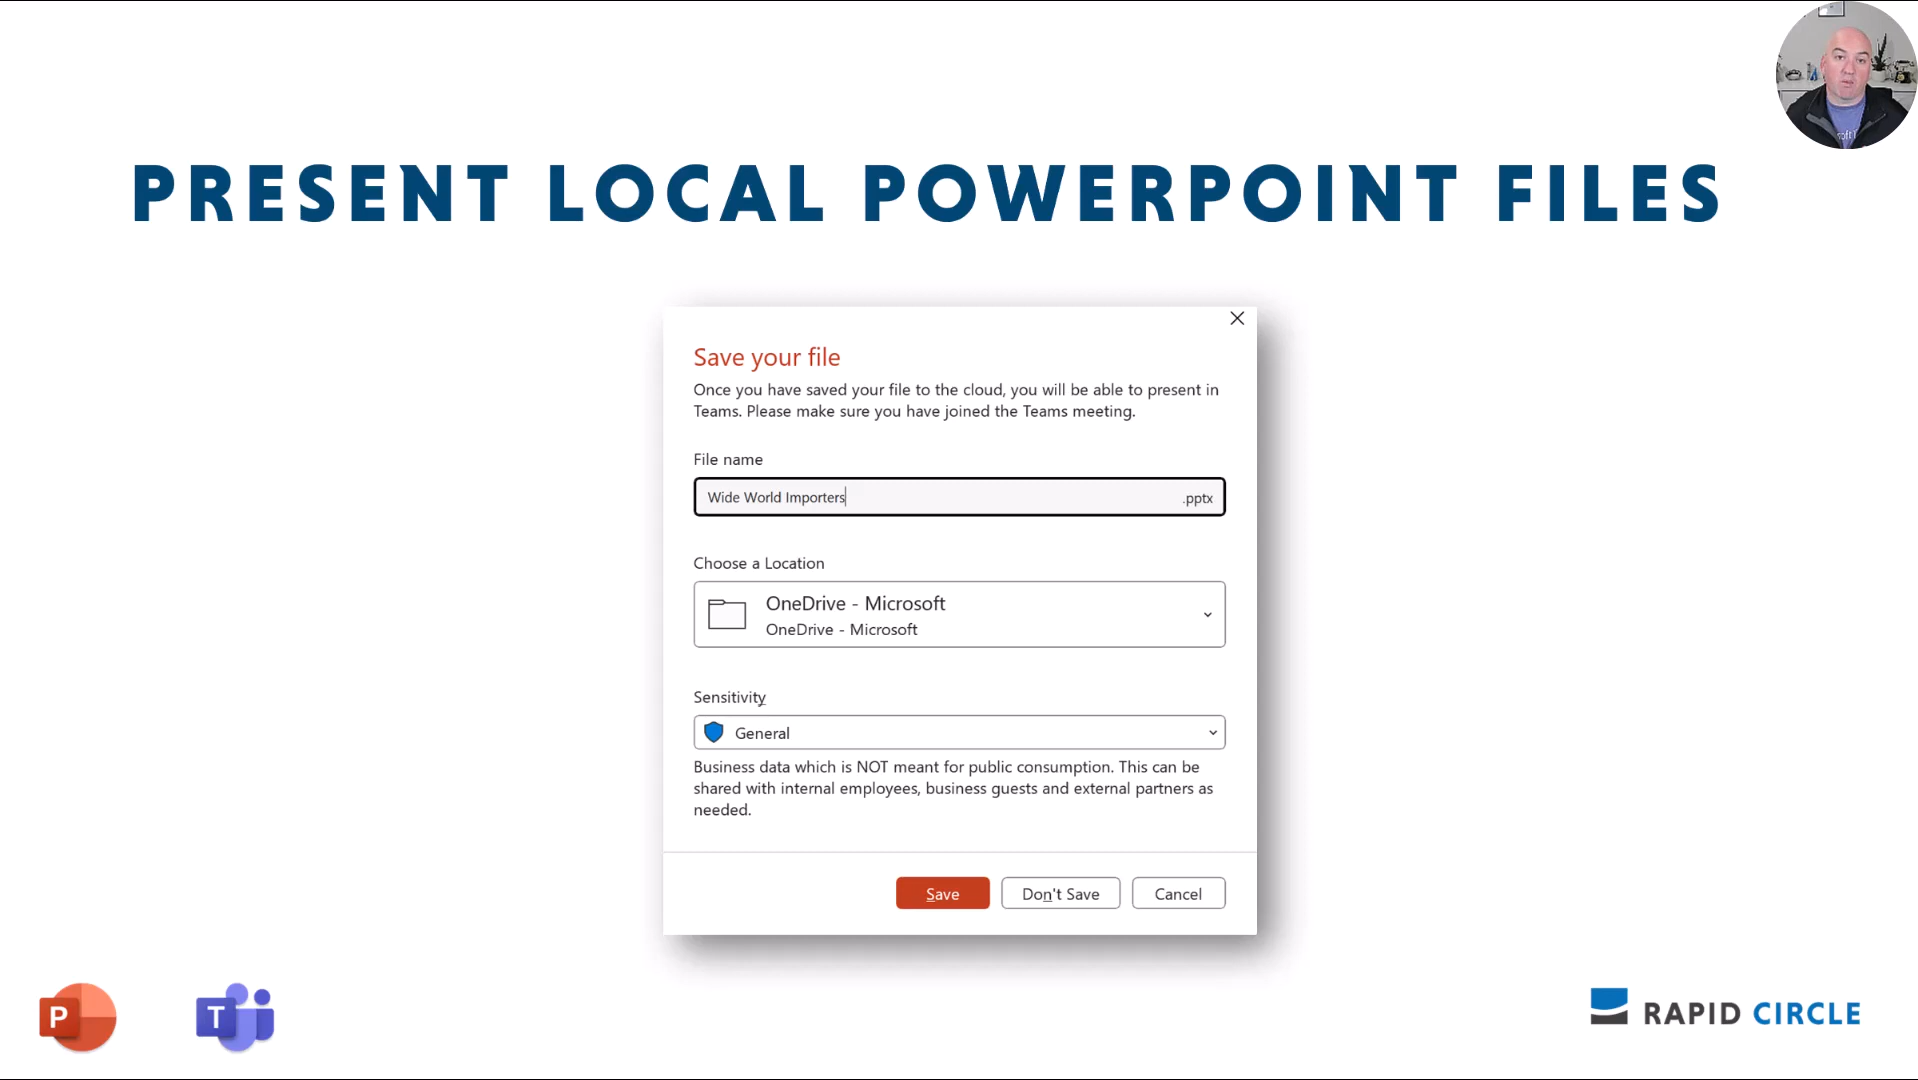 PRESENT LOCAL POWERPOINT FILES
Save your file
Once you have saved your file to the cloud, you will be able to present in
Teams. Please make sure you have joined the Teams meeting.
File name
Wide World Importers .pptx
Choose a Location
OneDrive - Microsoft
OneDrive - Microsoft
Sensitivity
General
Business data which is NOT meant for public consumption. This can be
shared with internal employees, business guests and external partners as
needed.
Save Don't Save Cancel
P T RAPID CIRCLE